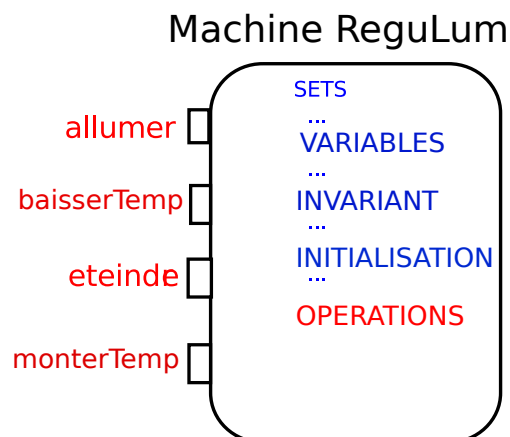 Machine ReguLum
SETS
...
allumer
VARIABLES
...
baisserTemp
INVARIANT
...
INITIALISATION
eteindre
...
OPERATIONS
monterTemp